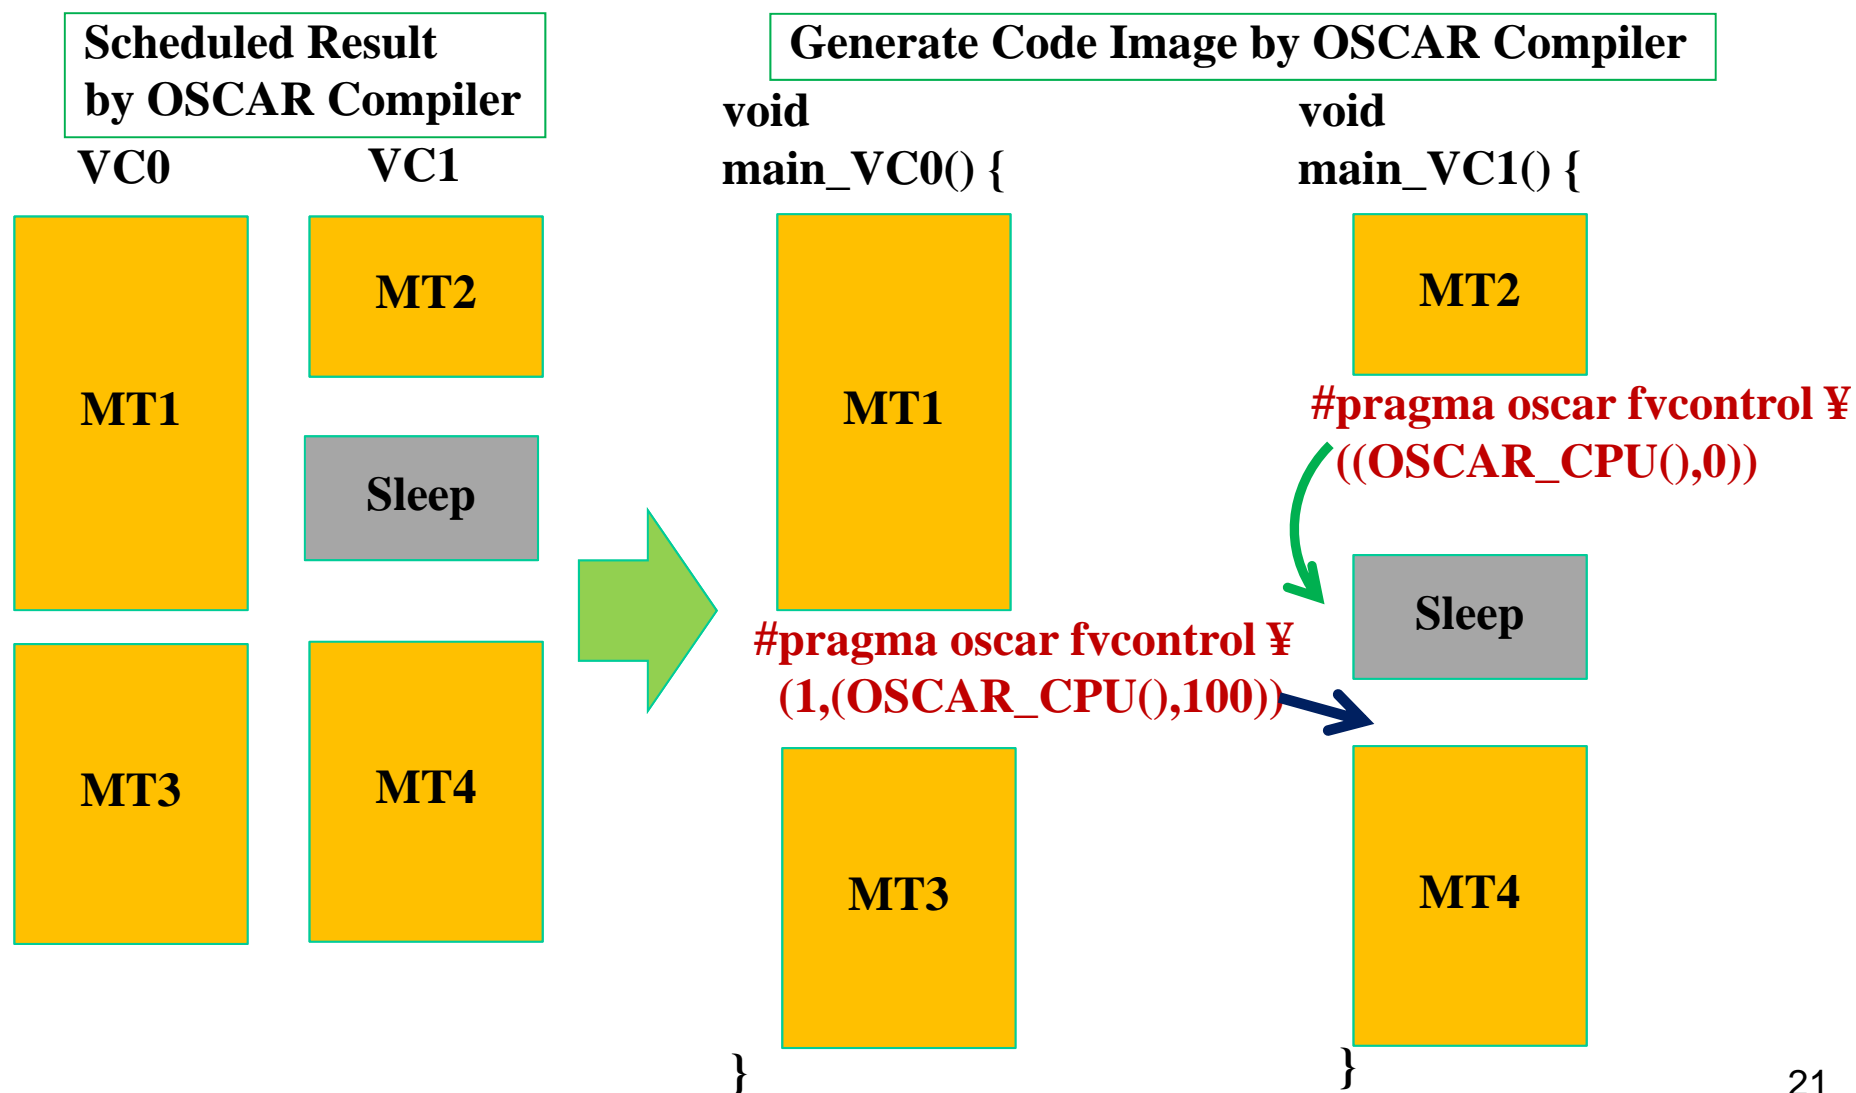 Scheduled Result
by OSCAR Compiler
VC0
VC1
MT1
MT2
Sleep
MT3
MT4
Generate Code Image by OSCAR Compiler
void
main_VC0() {
MT1
#pragma oscar fvcontrol ¥
(1,(OSCAR_CPU(),100))
MT3
}
void
main_VC1() {
MT2
#pragma oscar fvcontrol ¥
((OSCAR_CPU(),0))
Sleep
MT4
}
21